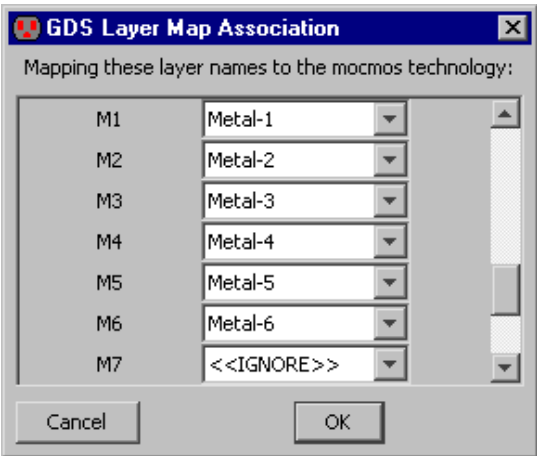 GDS Layer Map Association
Mapping these layer names to the mocmos technology:
M1 Metal-1
M2 Metal-2
M3 Metal-3
M4 Metal-4
M5 Metal-5
M6 Metal-6
M7 <<IGNORE>>
Cancel OK